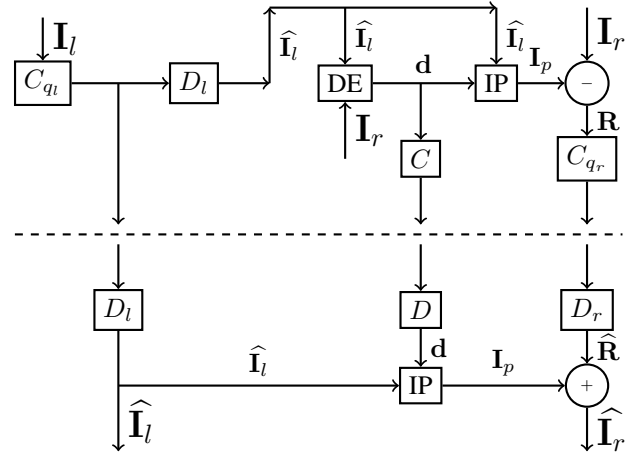 I_l Î_l Î_l Î_l I_r
C_{q_l} D_l DE d IP I_p −
I_r R
C C_{q_r}
D_l D D_r
Î_l d I_p R̂
IP +
Î_l Î_r